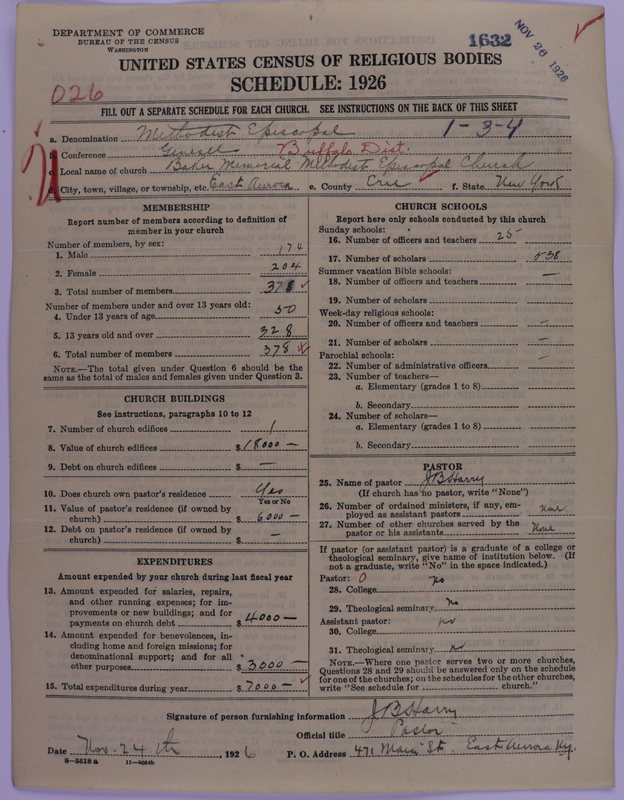 DEPARTMENT OF COMMERCE
BUREAU OF THE CENSUS
WASHINGTON
1632
NOV 26 1926
UNITED STATES CENSUS OF RELIGIOUS BODIES
SCHEDULE: 1926
026
FILL OUT A SEPARATE SCHEDULE FOR EACH CHURCH. SEE INSTRUCTIONS ON THE BACK OF THIS SHEET
a. Denomination Methodist Episcopal 1-3-4
Conference Genesee Buffalo Dist.
c. Local name of church Baker Memorial Methodist Episcopal Church
City, town, village, or township, etc. East Aurora e. County Erie f. State New York
MEMBERSHIP
Report number of members according to definition of
member in your church
Number of members, by sex:
1. Male 174
2. Female 204
3. Total number of members 378
Number of members under and over 13 years old:
4. Under 13 years of age 50
5. 13 years old and over 328
6. Total number of members 378
NOTE.—The total given under Question 6 should be
same as the total of males and females given under Question 3.
CHURCH BUILDINGS
See instructions, paragraphs 10 to 12
7. Number of church edifices 1
8. Value of church edifices $18000—
9. Debt on church edifices $ —
10. Does church own pastor's residence Yes
Yes or No
11. Value of pastor's residence (if owned by
church) $ 6000—
12. Debt on pastor's residence (if owned by
church) $ —
EXPENDITURES
Amount expended by your church during last fiscal year
13. Amount expended for salaries, repairs,
and other running expenses; for im-
provements or new buildings; and for
payments on church debt $ 4000—
14. Amount expended for benevolences, in-
cluding home and foreign missions; for
denominational support; and for all
other purposes $ 3000—
15. Total expenditures during year $ 7000—
CHURCH SCHOOLS
Report here only schools conducted by this church
Sunday schools:
16. Number of officers and teachers 25
17. Number of scholars 538
Summer vacation Bible schools:
18. Number of officers and teachers —
19. Number of scholars
Week-day religious schools:
20. Number of officers and teachers —
21. Number of scholars —
Parochial schools:
22. Number of administrative officers —
23. Number of teachers—
a. Elementary (grades 1 to 8)
b. Secondary
24. Number of scholars—
a. Elementary (grades 1 to 8)
b. Secondary
PASTOR
25. Name of pastor J B Harry
(If church has no pastor, write "None")
26. Number of ordained ministers, if any, em-
ployed as assistant pastors none
27. Number of other churches served by the
pastor or his assistants None
If pastor (or assistant pastor) is a graduate of a college or
theological seminary, give name of institution below. (If
not a graduate, write "No" in the space indicated.)
Pastor: 0
28. College no
29. Theological seminary no
Assistant pastor: no
30. College
31. Theological seminary no
NOTE.—Where one pastor serves two or more churches,
Questions 28 and 29 should be answered only on the schedule
for one of the churches; on the schedules for the other churches,
write "See schedule for church."
Signature of person furnishing information J B Harry
Official title Pastor
Date Nov. 24th, 1926 P. O. Address 471 Main St. East Aurora
8—5518 a 11—9034b